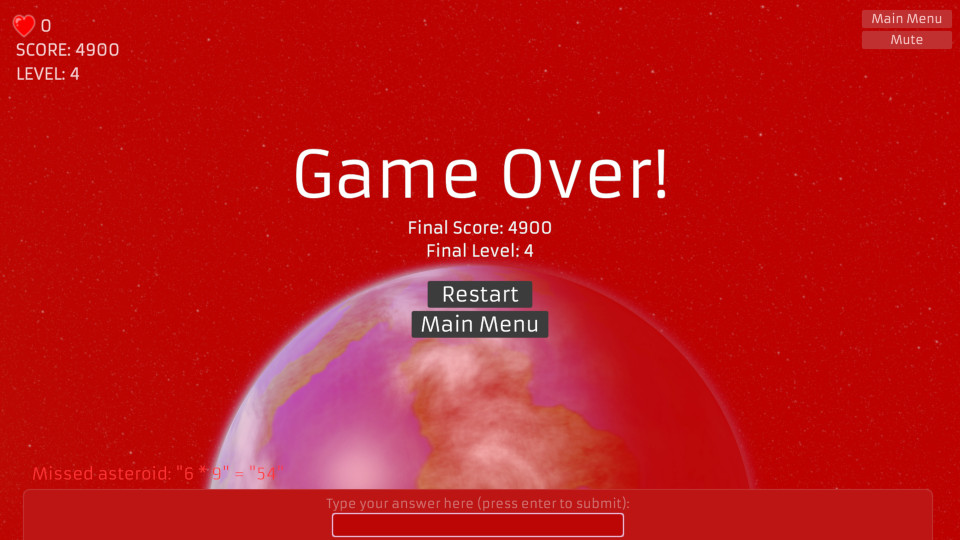 0
SCORE: 4900
LEVEL: 4
Main Menu
Mute
Game Over!
Final Score: 4900
Final Level: 4
Restart
Main Menu
Missed asteroid: "6 * 9" = "54"
Type your answer here (press enter to submit):